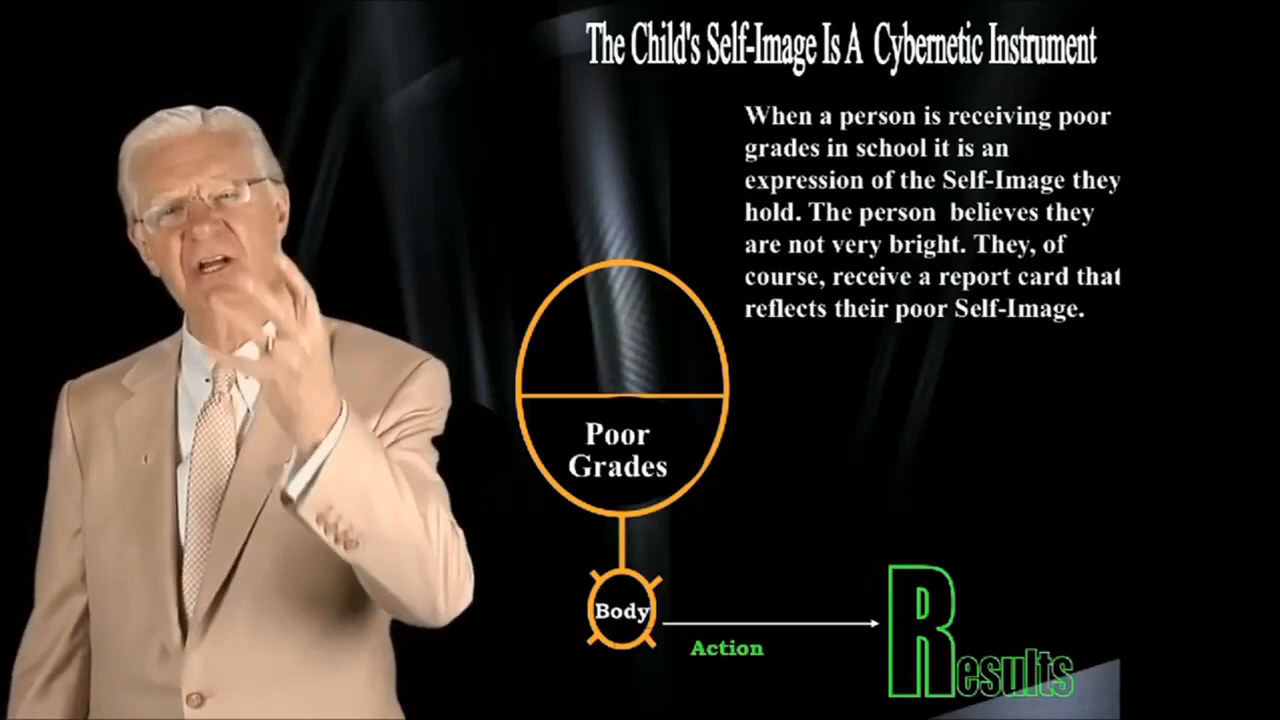 The Child's Self-Image Is A Cybernetic Instrument
When a person is receiving poor
grades in school it is an
expression of the Self-Image they
hold. The person believes they
are not very bright. They, of
course, receive a report card that
reflects their poor Self-Image.
Poor
Grades
Body
Action
Results